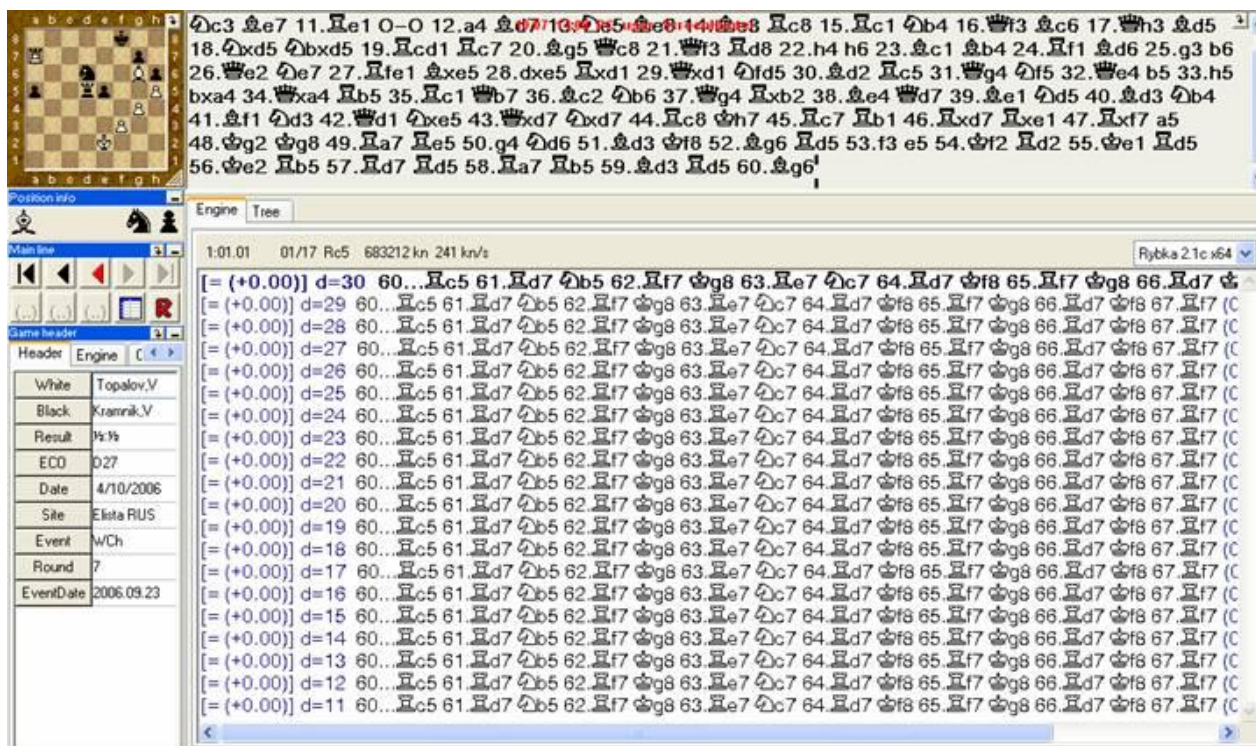 ♘c3 ♗e7 11.♖e1 O-O 12.a4 ♗d7 13.♘e5 ♗e8 14.♗e3 ♖c8 15.♖c1 ♘b4 16.♕f3 ♗c6 17.♕h3 ♗d5
18.♘xd5 ♘bxd5 19.♖cd1 ♖c7 20.♗g5 ♕c8 21.♕f3 ♖d8 22.h4 h6 23.♗c1 ♗b4 24.♖f1 ♗d6 25.g3 b6
26.♕e2 ♘e7 27.♖fe1 ♗xe5 28.dxe5 ♖xd1 29.♕xd1 ♘fd5 30.♗d2 ♖c5 31.♕g4 ♘f5 32.♕e4 b5 33.h5
bxa4 34.♕xa4 ♖b5 35.♖c1 ♕b7 36.♗c2 ♘b6 37.♕g4 ♖xb2 38.♗e4 ♕d7 39.♗e1 ♘d5 40.♗d3 ♘b4
41.♗f1 ♘d3 42.♕d1 ♘xe5 43.♕xd7 ♘xd7 44.♖c8 ♔h7 45.♖c7 ♖b1 46.♖xd7 ♖xe1 47.♖xf7 a5
48.♔g2 ♔g8 49.♖a7 ♖e5 50.g4 ♘d6 51.♗d3 ♔f8 52.♗g6 ♖d5 53.f3 e5 54.♔f2 ♖d2 55.♔e1 ♖d5
56.♔e2 ♖b5 57.♖d7 ♖d5 58.♖a7 ♖b5 59.♗d3 ♖d5 60.♗g6
a b c d e f g h
8
7
6
5
4
3
2
1
a b c d e f g h
Position info
Main line
(...) (...) (...) R
Game header
Header Engine
White Topalov,V
Black Kramnik,V
Result ½:½
ECO D27
Date 4/10/2006
Site Elista RUS
Event WCh
Round 7
EventDate 2006.09.23
Engine Tree
1:01.01 01/17 Rc5 683212 kn 241 kn/s Rybka 2.1c x64
[= (+0.00)] d=30 60...♖c5 61.♖d7 ♘b5 62.♖f7 ♔g8 63.♖e7 ♘c7 64.♖d7 ♔f8 65.♖f7 ♔g8 66.♖d7 ♔
[= (+0.00)] d=29 60...♖c5 61.♖d7 ♘b5 62.♖f7 ♔g8 63.♖e7 ♘c7 64.♖d7 ♔f8 65.♖f7 ♔g8 66.♖d7 ♔f8 67.♖f7 (C
[= (+0.00)] d=28 60...♖c5 61.♖d7 ♘b5 62.♖f7 ♔g8 63.♖e7 ♘c7 64.♖d7 ♔f8 65.♖f7 ♔g8 66.♖d7 ♔f8 67.♖f7 (C
[= (+0.00)] d=27 60...♖c5 61.♖d7 ♘b5 62.♖f7 ♔g8 63.♖e7 ♘c7 64.♖d7 ♔f8 65.♖f7 ♔g8 66.♖d7 ♔f8 67.♖f7 (C
[= (+0.00)] d=26 60...♖c5 61.♖d7 ♘b5 62.♖f7 ♔g8 63.♖e7 ♘c7 64.♖d7 ♔f8 65.♖f7 ♔g8 66.♖d7 ♔f8 67.♖f7 (C
[= (+0.00)] d=25 60...♖c5 61.♖d7 ♘b5 62.♖f7 ♔g8 63.♖e7 ♘c7 64.♖d7 ♔f8 65.♖f7 ♔g8 66.♖d7 ♔f8 67.♖f7 (C
[= (+0.00)] d=24 60...♖c5 61.♖d7 ♘b5 62.♖f7 ♔g8 63.♖e7 ♘c7 64.♖d7 ♔f8 65.♖f7 ♔g8 66.♖d7 ♔f8 67.♖f7 (C
[= (+0.00)] d=23 60...♖c5 61.♖d7 ♘b5 62.♖f7 ♔g8 63.♖e7 ♘c7 64.♖d7 ♔f8 65.♖f7 ♔g8 66.♖d7 ♔f8 67.♖f7 (C
[= (+0.00)] d=22 60...♖c5 61.♖d7 ♘b5 62.♖f7 ♔g8 63.♖e7 ♘c7 64.♖d7 ♔f8 65.♖f7 ♔g8 66.♖d7 ♔f8 67.♖f7 (C
[= (+0.00)] d=21 60...♖c5 61.♖d7 ♘b5 62.♖f7 ♔g8 63.♖e7 ♘c7 64.♖d7 ♔f8 65.♖f7 ♔g8 66.♖d7 ♔f8 67.♖f7 (C
[= (+0.00)] d=20 60...♖c5 61.♖d7 ♘b5 62.♖f7 ♔g8 63.♖e7 ♘c7 64.♖d7 ♔f8 65.♖f7 ♔g8 66.♖d7 ♔f8 67.♖f7 (C
[= (+0.00)] d=19 60...♖c5 61.♖d7 ♘b5 62.♖f7 ♔g8 63.♖e7 ♘c7 64.♖d7 ♔f8 65.♖f7 ♔g8 66.♖d7 ♔f8 67.♖f7 (C
[= (+0.00)] d=18 60...♖c5 61.♖d7 ♘b5 62.♖f7 ♔g8 63.♖e7 ♘c7 64.♖d7 ♔f8 65.♖f7 ♔g8 66.♖d7 ♔f8 67.♖f7 (C
[= (+0.00)] d=17 60...♖c5 61.♖d7 ♘b5 62.♖f7 ♔g8 63.♖e7 ♘c7 64.♖d7 ♔f8 65.♖f7 ♔g8 66.♖d7 ♔f8 67.♖f7 (C
[= (+0.00)] d=16 60...♖c5 61.♖d7 ♘b5 62.♖f7 ♔g8 63.♖e7 ♘c7 64.♖d7 ♔f8 65.♖f7 ♔g8 66.♖d7 ♔f8 67.♖f7 (C
[= (+0.00)] d=15 60...♖c5 61.♖d7 ♘b5 62.♖f7 ♔g8 63.♖e7 ♘c7 64.♖d7 ♔f8 65.♖f7 ♔g8 66.♖d7 ♔f8 67.♖f7 (C
[= (+0.00)] d=14 60...♖c5 61.♖d7 ♘b5 62.♖f7 ♔g8 63.♖e7 ♘c7 64.♖d7 ♔f8 65.♖f7 ♔g8 66.♖d7 ♔f8 67.♖f7 (C
[= (+0.00)] d=13 60...♖c5 61.♖d7 ♘b5 62.♖f7 ♔g8 63.♖e7 ♘c7 64.♖d7 ♔f8 65.♖f7 ♔g8 66.♖d7 ♔f8 67.♖f7 (C
[= (+0.00)] d=12 60...♖c5 61.♖d7 ♘b5 62.♖f7 ♔g8 63.♖e7 ♘c7 64.♖d7 ♔f8 65.♖f7 ♔g8 66.♖d7 ♔f8 67.♖f7 (C
[= (+0.00)] d=11 60...♖c5 61.♖d7 ♘b5 62.♖f7 ♔g8 63.♖e7 ♘c7 64.♖d7 ♔f8 65.♖f7 ♔g8 66.♖d7 ♔f8 67.♖f7 (C